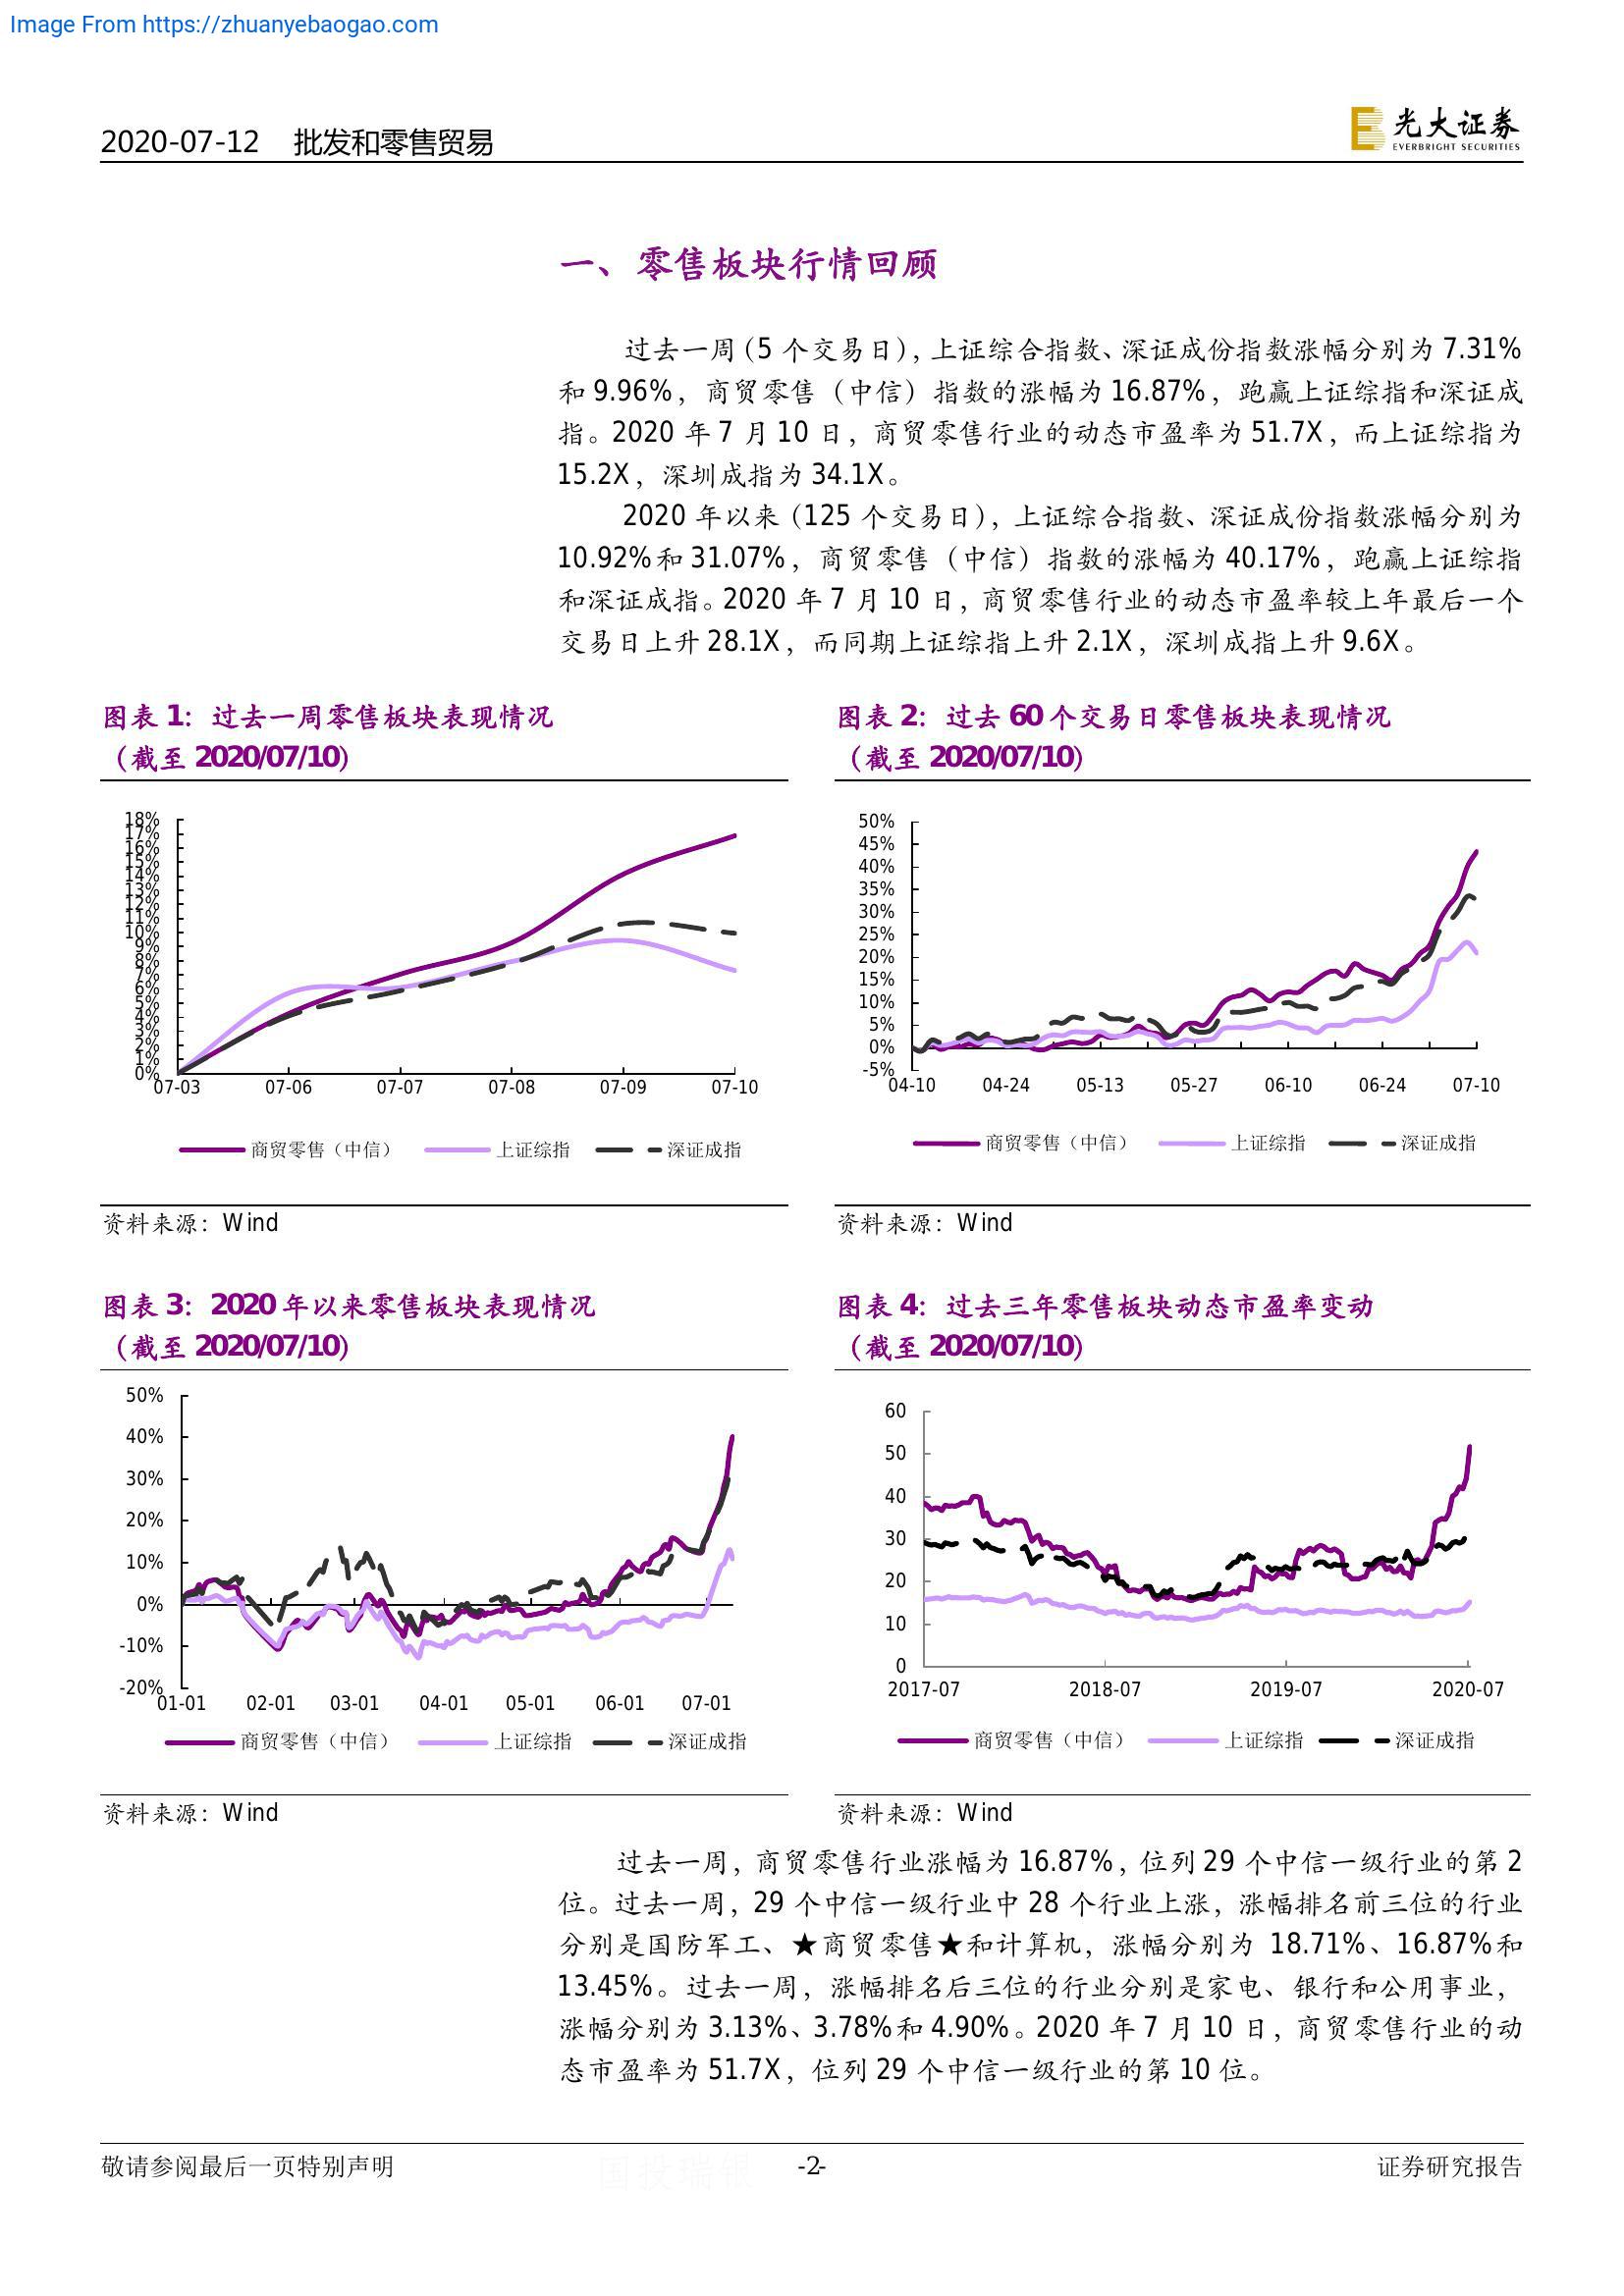 Image From https://zhuanyebaogao.com
2020-07-12 批发和零售贸易
光大证券
EVERBRIGHT SECURITIES
一、零售板块行情回顾
过去一周（5 个交易日），上证综合指数、深证成份指数涨幅分别为 7.31%
和 9.96%，商贸零售（中信）指数的涨幅为 16.87%，跑赢上证综指和深证成
指。2020 年 7 月 10 日，商贸零售行业的动态市盈率为 51.7X，而上证综指为
15.2X，深圳成指为 34.1X。
2020 年以来（125 个交易日），上证综合指数、深证成份指数涨幅分别为
10.92%和 31.07%，商贸零售（中信）指数的涨幅为 40.17%，跑赢上证综指
和深证成指。2020 年 7 月 10 日，商贸零售行业的动态市盈率较上年最后一个
交易日上升 28.1X，而同期上证综指上升 2.1X，深圳成指上升 9.6X。
图表 1：过去一周零售板块表现情况
（截至 2020/07/10）
18%
17%
16%
15%
14%
13%
12%
11%
10%
9%
8%
7%
6%
5%
4%
3%
2%
1%
0%
07-03 07-06 07-07 07-08 07-09 07-10
商贸零售（中信） 上证综指 深证成指
资料来源：Wind
图表 2：过去 60 个交易日零售板块表现情况
（截至 2020/07/10）
50%
45%
40%
35%
30%
25%
20%
15%
10%
5%
0%
-5%
04-10 04-24 05-13 05-27 06-10 06-24 07-10
商贸零售（中信） 上证综指 深证成指
资料来源：Wind
图表 3：2020 年以来零售板块表现情况
（截至 2020/07/10）
50%
40%
30%
20%
10%
0%
-10%
-20%
01-01 02-01 03-01 04-01 05-01 06-01 07-01
商贸零售（中信） 上证综指 深证成指
资料来源：Wind
图表 4：过去三年零售板块动态市盈率变动
（截至 2020/07/10）
60
50
40
30
20
10
0
2017-07 2018-07 2019-07 2020-07
商贸零售（中信） 上证综指 深证成指
资料来源：Wind
过去一周，商贸零售行业涨幅为 16.87%，位列 29 个中信一级行业的第 2
位。过去一周，29 个中信一级行业中 28 个行业上涨，涨幅排名前三位的行业
分别是国防军工、★商贸零售★和计算机，涨幅分别为 18.71%、16.87%和
13.45%。过去一周，涨幅排名后三位的行业分别是家电、银行和公用事业，
涨幅分别为 3.13%、3.78%和 4.90%。2020 年 7 月 10 日，商贸零售行业的动
态市盈率为 51.7X，位列 29 个中信一级行业的第 10 位。
敬请参阅最后一页特别声明
国投瑞银
-2-
证券研究报告